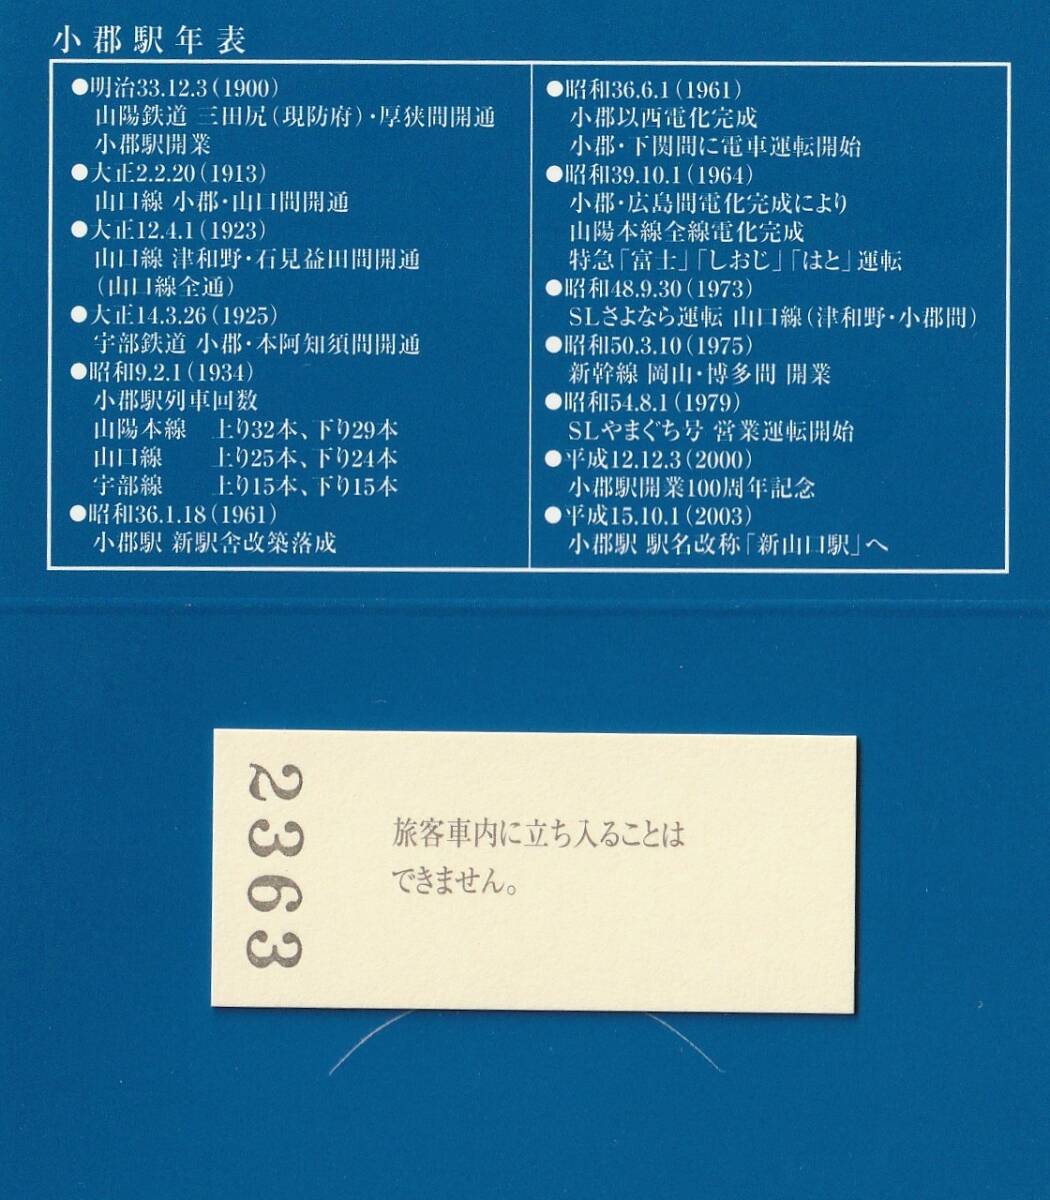 小郡駅年表
●明治33.12.3(1900)
山陽鉄道 三田尻(現防府)・厚狭間開通
小郡駅開業
●大正2.2.20(1913)
山口線 小郡・山口間開通
●大正12.4.1(1923)
山口線 津和野・石見益田間開通
(山口線全通)
●大正14.3.26(1925)
宇部鉄道 小郡・本阿知須間開通
●昭和9.2.1(1934)
小郡駅列車回数
山陽本線 上り32本、下り29本
山口線 上り25本、下り24本
宇部線 上り15本、下り15本
●昭和36.1.18(1961)
小郡駅 新駅舎改築落成
●昭和36.6.1(1961)
小郡以西電化完成
小郡・下関間に電車運転開始
●昭和39.10.1(1964)
小郡・広島間電化完成により
山陽本線全線電化完成
特急「富士」「しおじ」「はと」運転
●昭和48.9.30(1973)
SLさよなら運転 山口線(津和野・小郡間)
●昭和50.3.10(1975)
新幹線 岡山・博多間 開業
●昭和54.8.1(1979)
SLやまぐち号 営業運転開始
●平成12.12.3(2000)
小郡駅開業100周年記念
●平成15.10.1(2003)
小郡駅 駅名改称「新山口駅」へ
2363
旅客車内に立ち入ることは
できません。